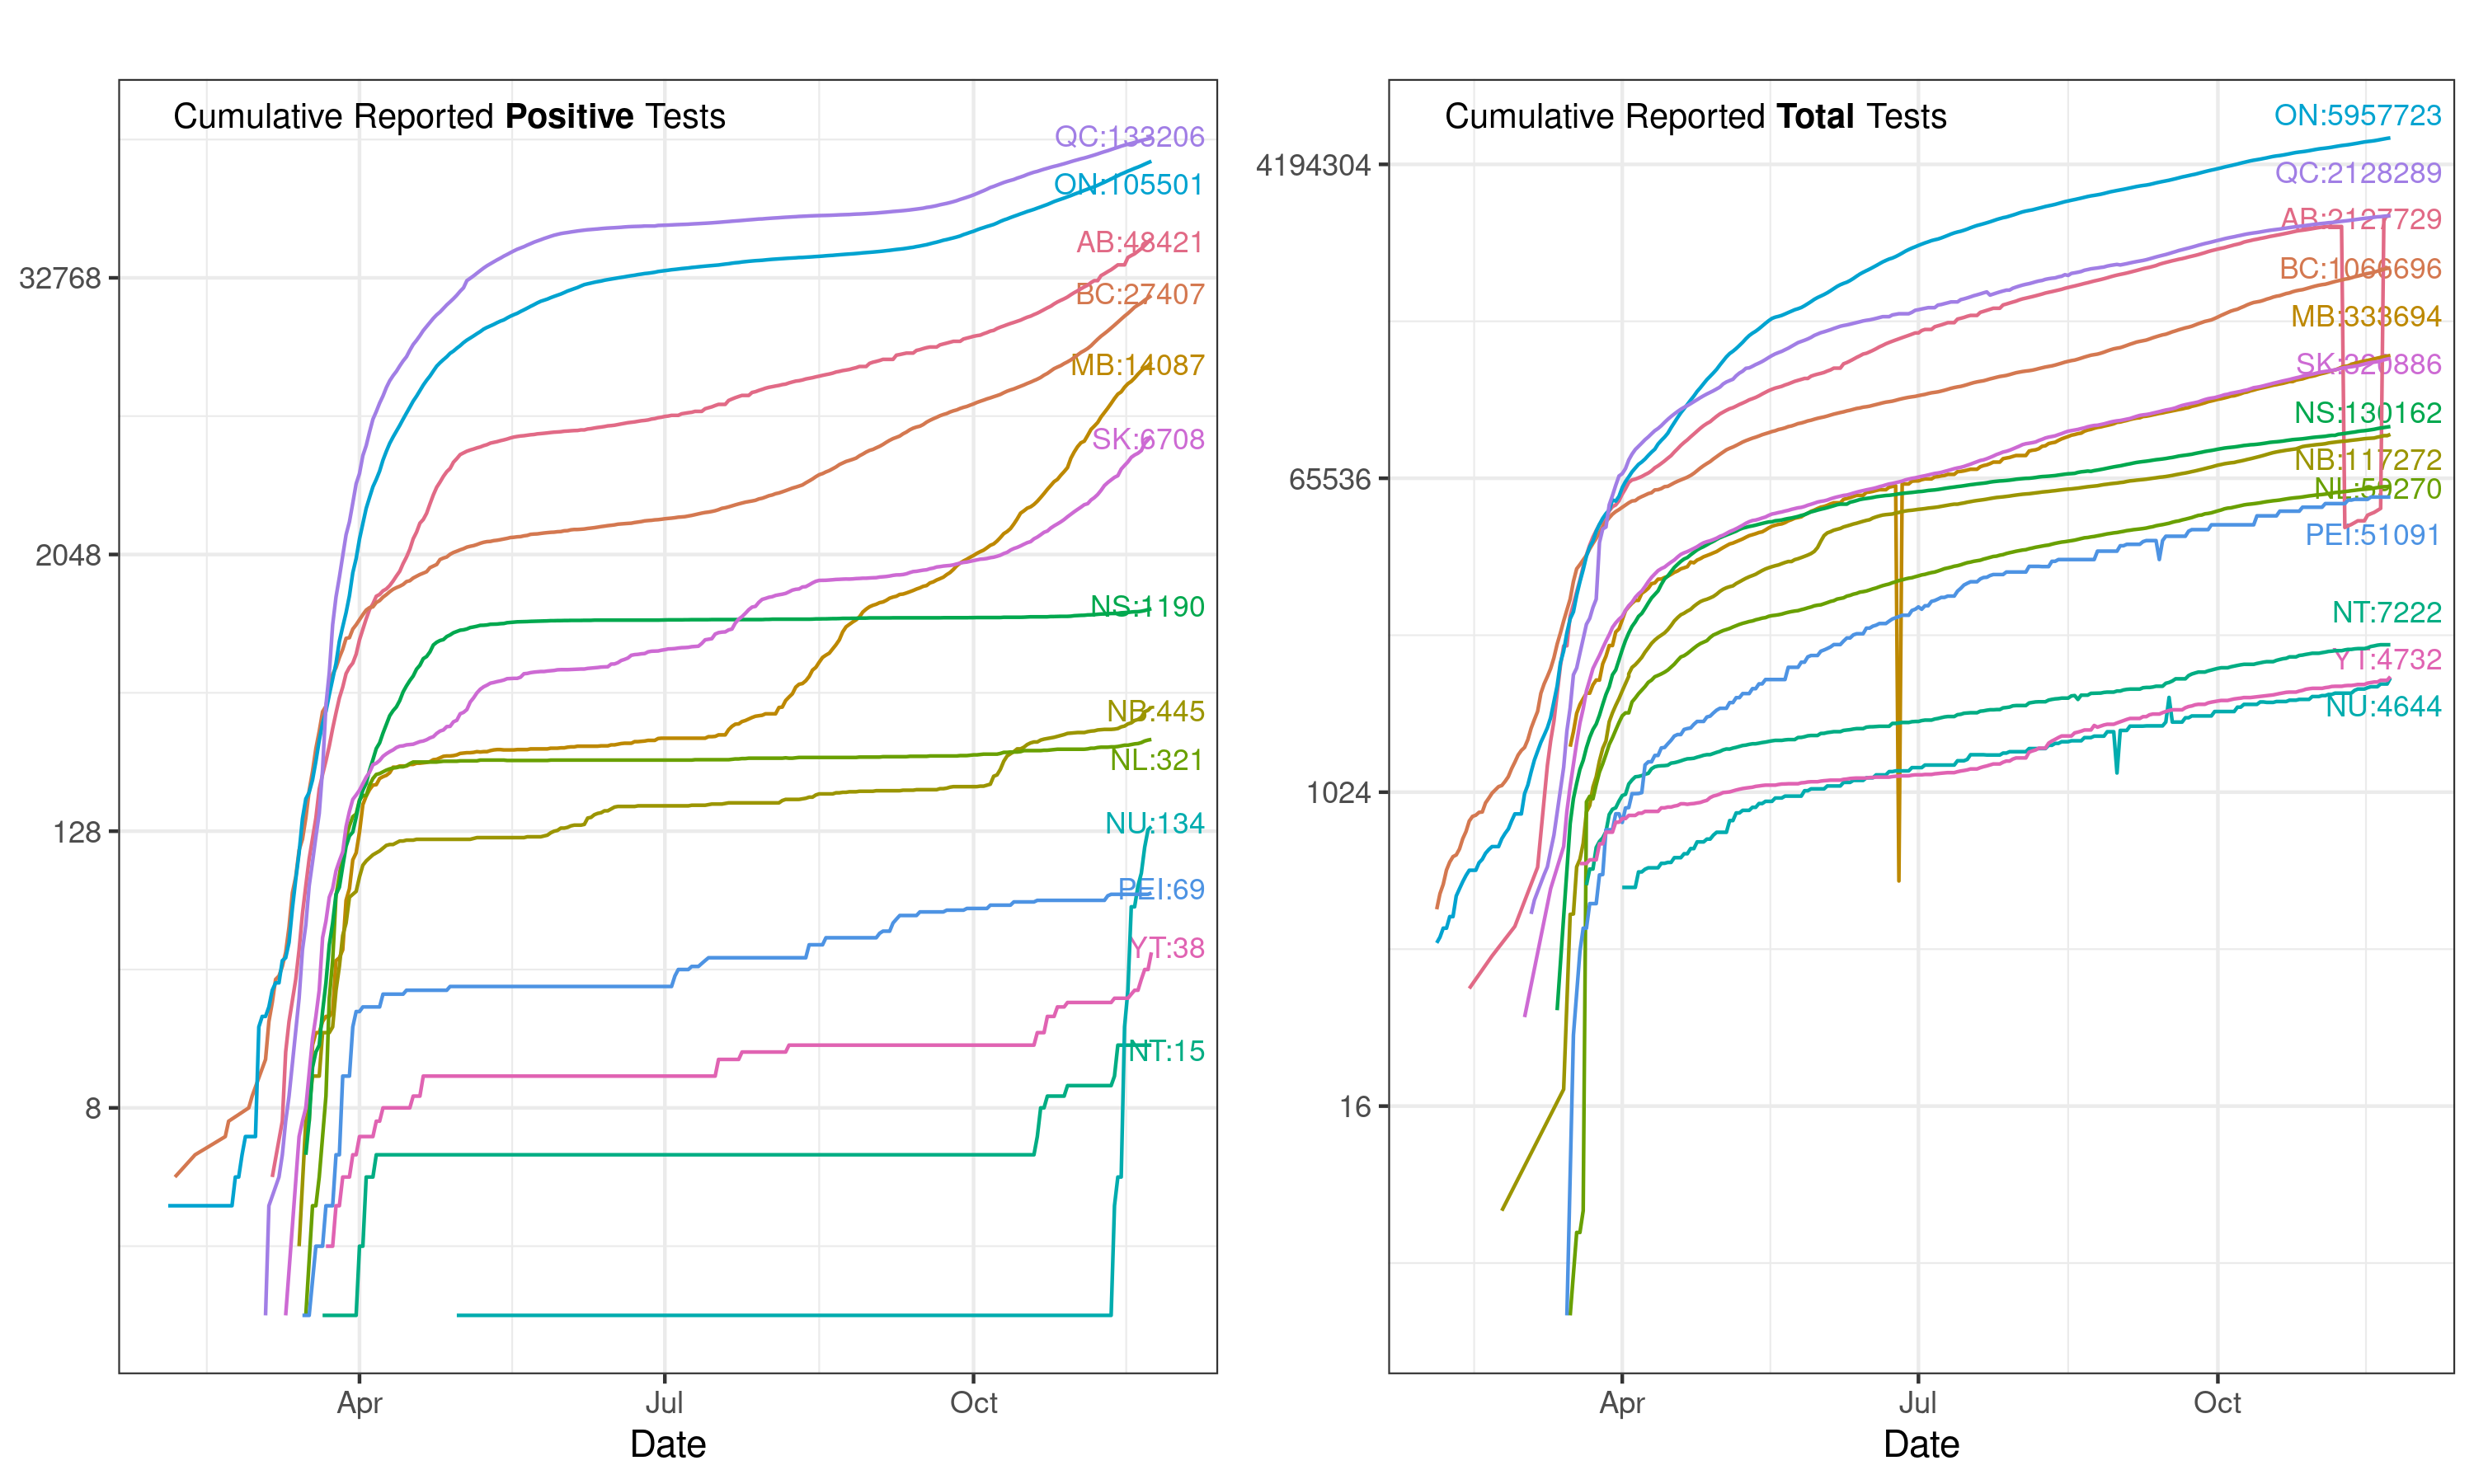 Cumulative Reported Positive Tests
QC:133206
ON:105501
AB:48421
BC:27407
MB:14087
SK:6708
NS:1190
NB:445
NL:321
NU:134
PEI:69
YT:38
NT:15
32768
2048
128
8
Apr
Jul
Oct
Date
Cumulative Reported Total Tests
ON:5957723
QC:2128289
AB:2127729
BC:1066696
MB:333694
SK:320886
NS:130162
NB:117272
NL:59270
PEI:51091
NT:7222
YT:4732
NU:4644
4194304
65536
1024
16
Apr
Jul
Oct
Date